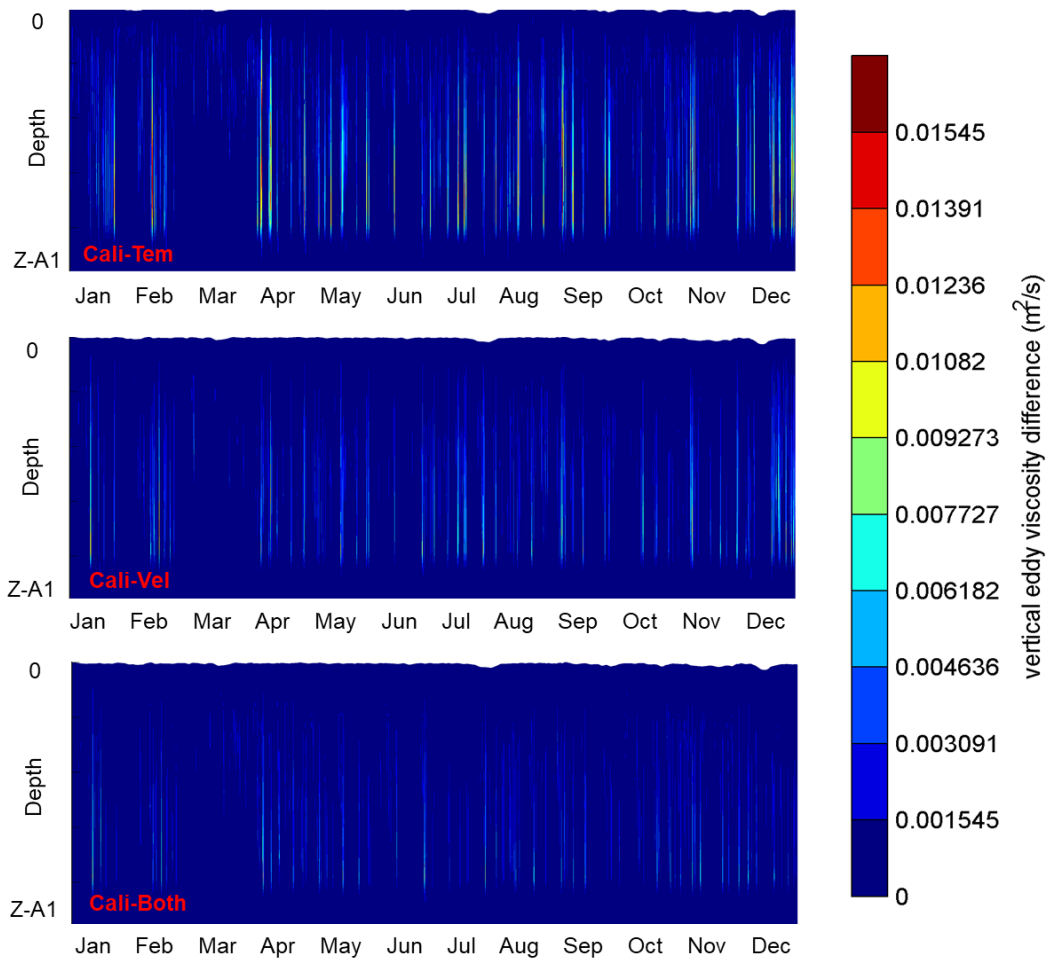 0
Depth
Z-A1
Cali-Tem
Jan Feb Mar Apr May Jun Jul Aug Sep Oct Nov Dec
0
Depth
Z-A1
Cali-Vel
Jan Feb Mar Apr May Jun Jul Aug Sep Oct Nov Dec
0
Depth
Z-A1
Cali-Both
Jan Feb Mar Apr May Jun Jul Aug Sep Oct Nov Dec
0.01545
0.01391
0.01236
0.01082
0.009273
0.007727
0.006182
0.004636
0.003091
0.001545
0
vertical eddy viscosity difference (m²/s)